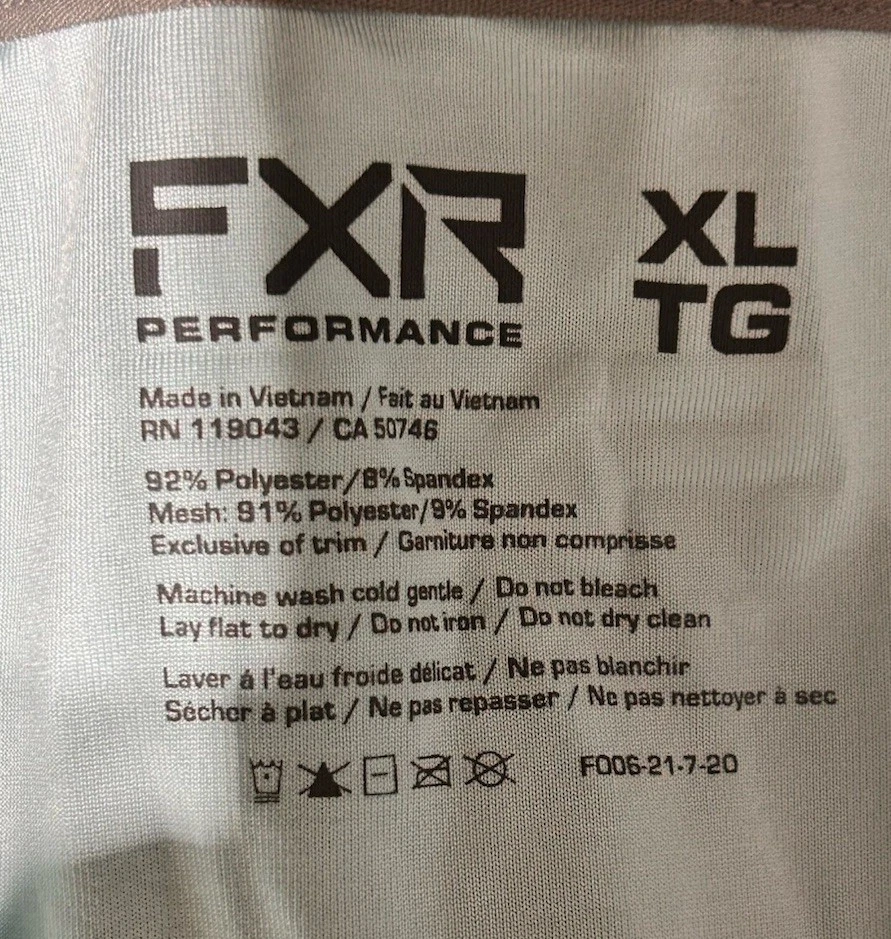 FXR
PERFORMANCE
XL
TG
Made in Vietnam / Fait au Vietnam
RN 119043 / CA 50746
92% Polyester/8% Spandex
Mesh: 91% Polyester/9% Spandex
Exclusive of trim / Garniture non comprisse
Machine wash cold gentle / Do not bleach
Lay flat to dry / Do not iron / Do not dry clean
Laver á l'eau froide délicat / Ne pas blanchir
Sécher à plat / Ne pas repasser / Ne pas nettoyer à sec
F006-21-7-20